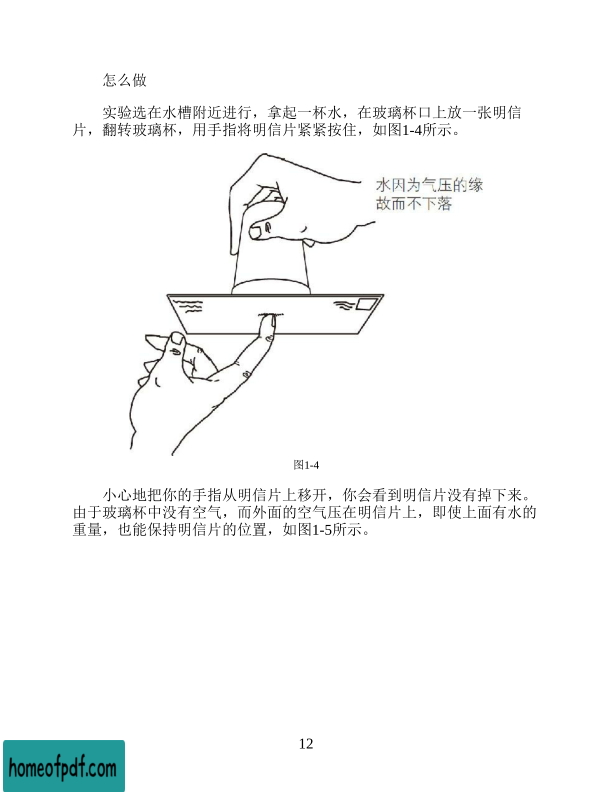 怎么做
实验选在水槽附近进行，拿起一杯水，在玻璃杯口上放一张明信
片，翻转玻璃杯，用手指将明信片紧紧按住，如图1-4所示。
水因为气压的缘
故而不下落
图1-4
小心地把你的手指从明信片上移开，你会看到明信片没有掉下来。
由于玻璃杯中没有空气，而外面的空气压在明信片上，即使上面有水的
重量，也能保持明信片的位置，如图1-5所示。
12
homeofpdf.com